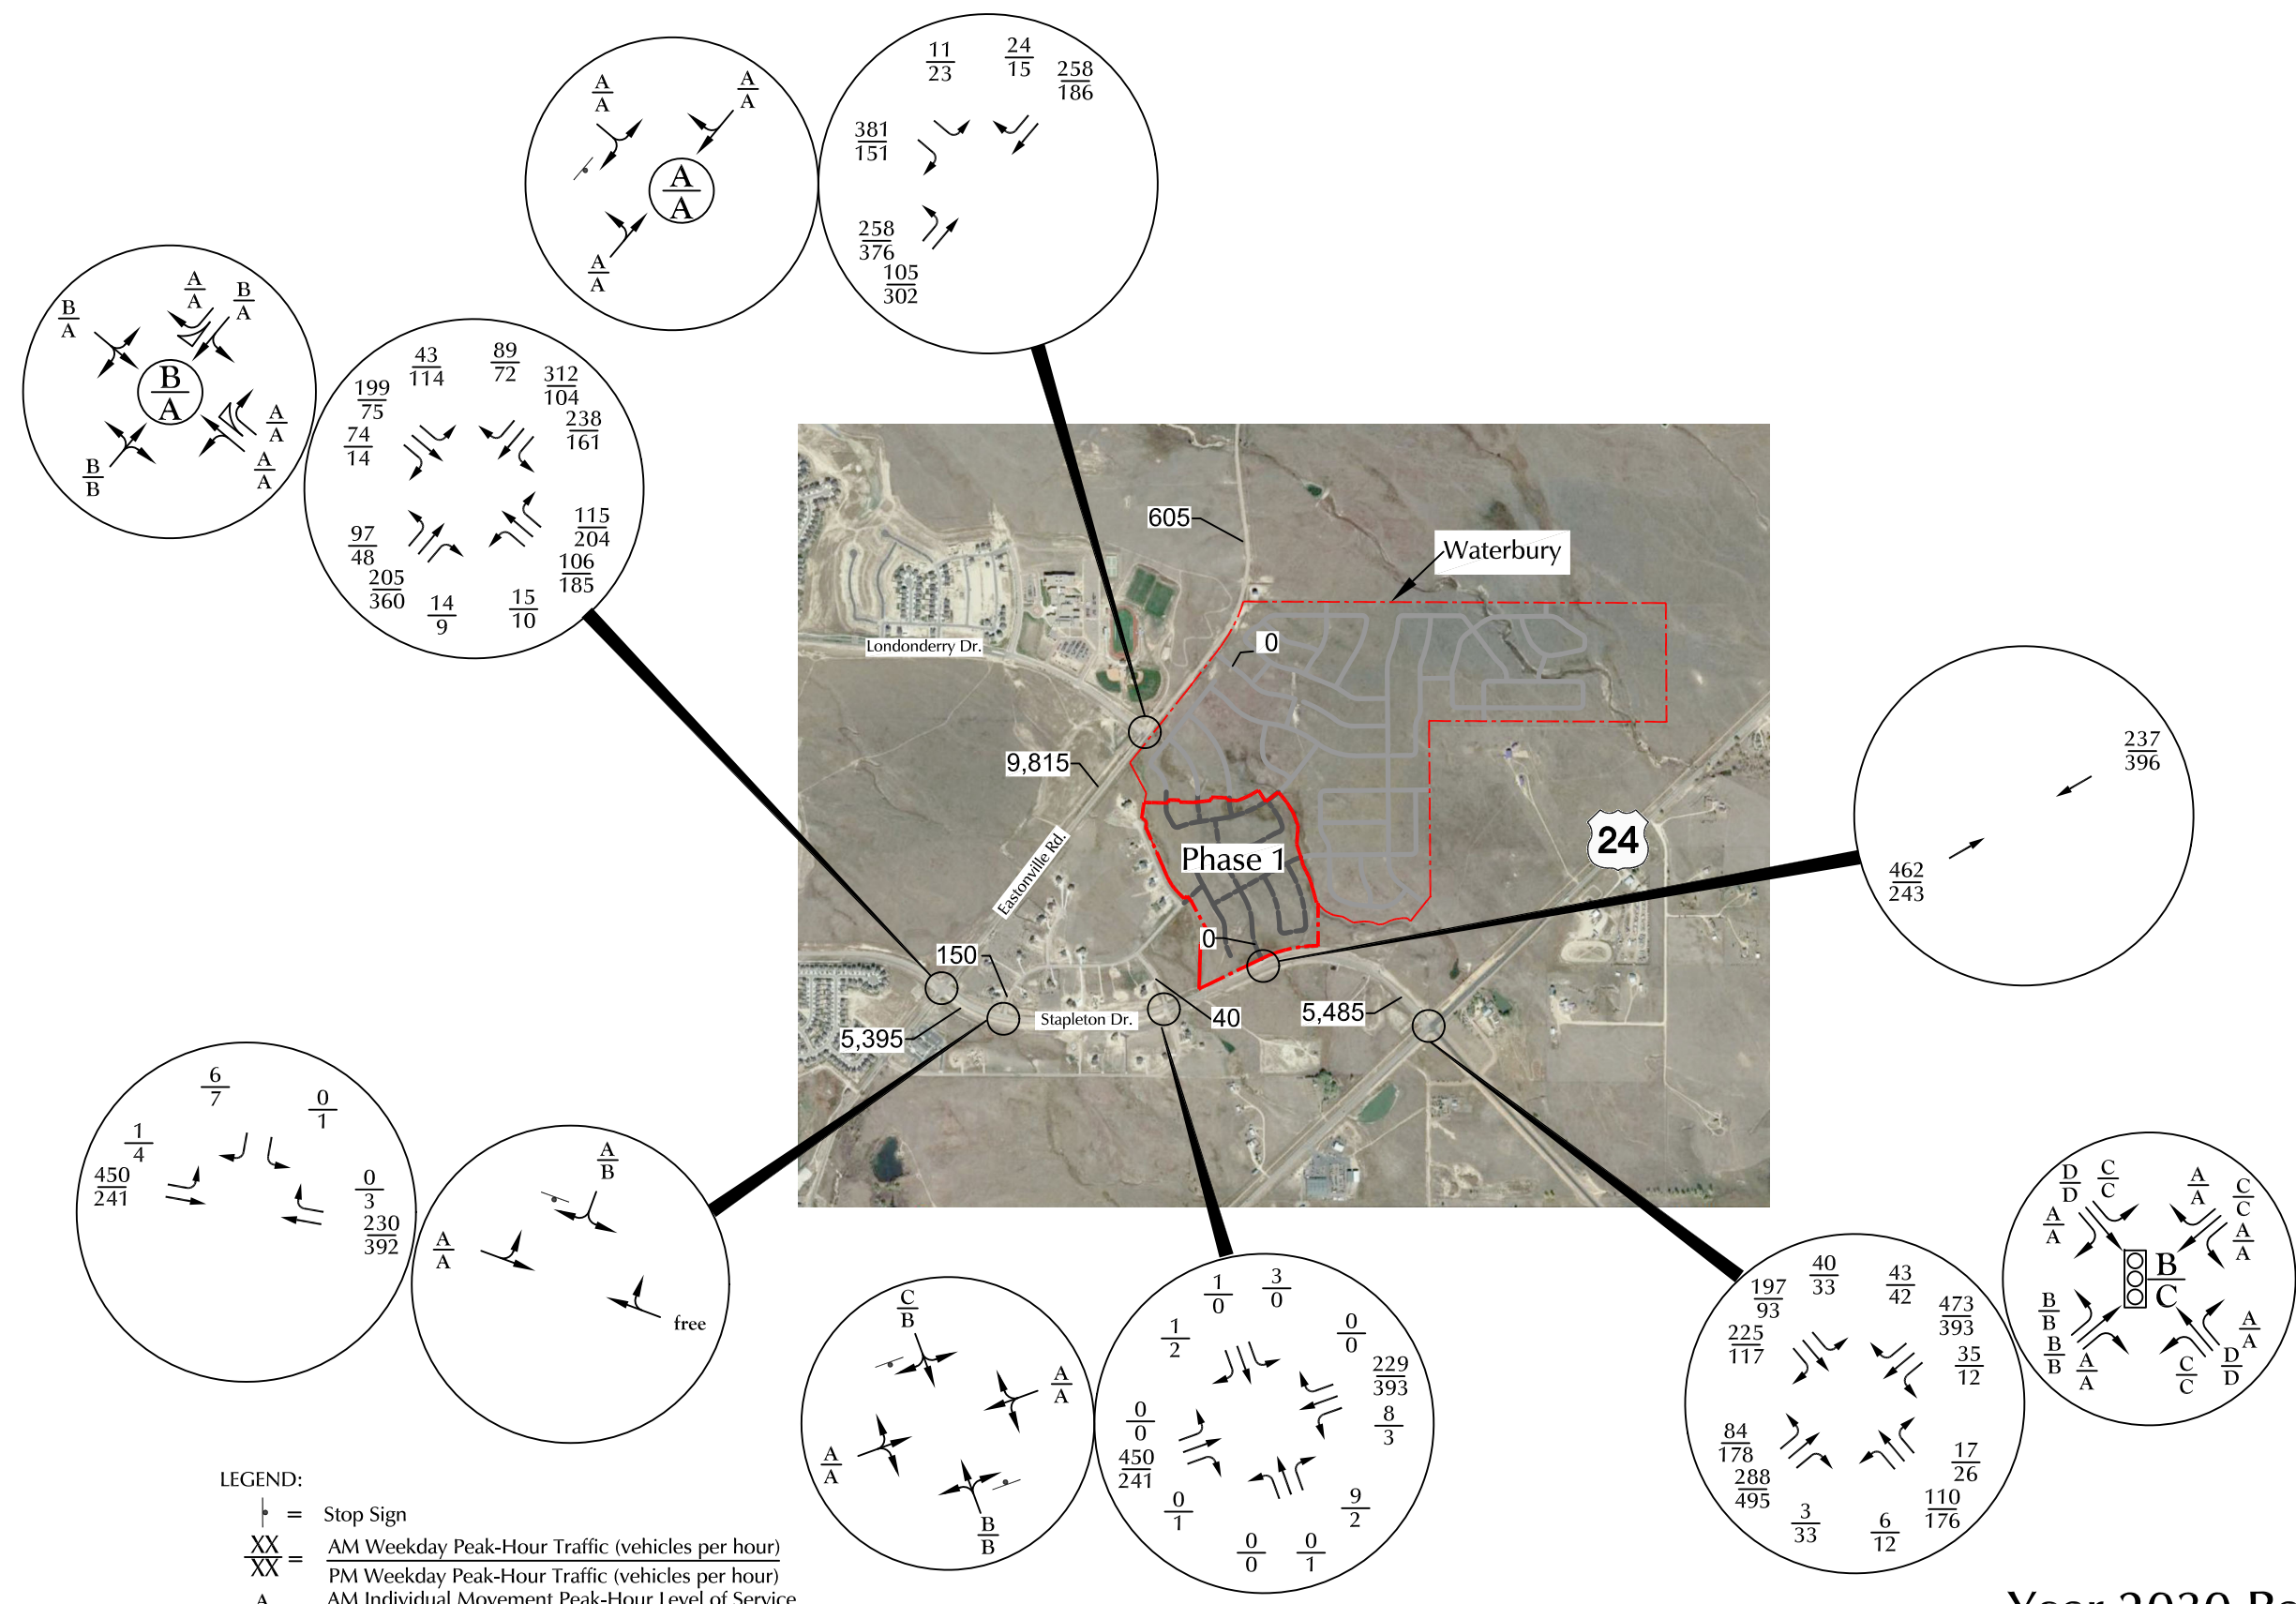 11
23
24
15
258
186
381
151
258
376
105
302
A
A
A
A
A
A
A
A
B
A
A
A
B
A
B
A
A
A
A
A
B
B
43
114
89
72
312
104
238
161
199
75
74
14
97
48
205
360
14
9
15
10
106
185
115
204
605
Waterbury
Londonderry Dr.
0
9,815
Eastonville Rd.
Phase 1
24
0
150
5,395
Stapleton Dr.
40
5,485
237
396
462
243
6
7
0
1
1
4
450
241
0
3
230
392
A
B
A
A
free
C
B
A
A
A
A
B
B
1
0
3
0
1
2
0
0
229
393
8
3
0
0
450
241
0
1
0
0
0
1
9
2
197
93
40
33
43
42
473
393
35
12
225
117
84
178
288
495
3
33
6
12
110
176
17
26
D
D
C
C
A
A
C
C
A
A
A
A
B
C
B
B
B
B
A
A
C
C
D
D
A
A
LEGEND:
= Stop Sign
XX
XX
= AM Weekday Peak-Hour Traffic (vehicles per hour)
PM Weekday Peak-Hour Traffic (vehicles per hour)
A AM Individual Movement Peak-Hour Level of Service